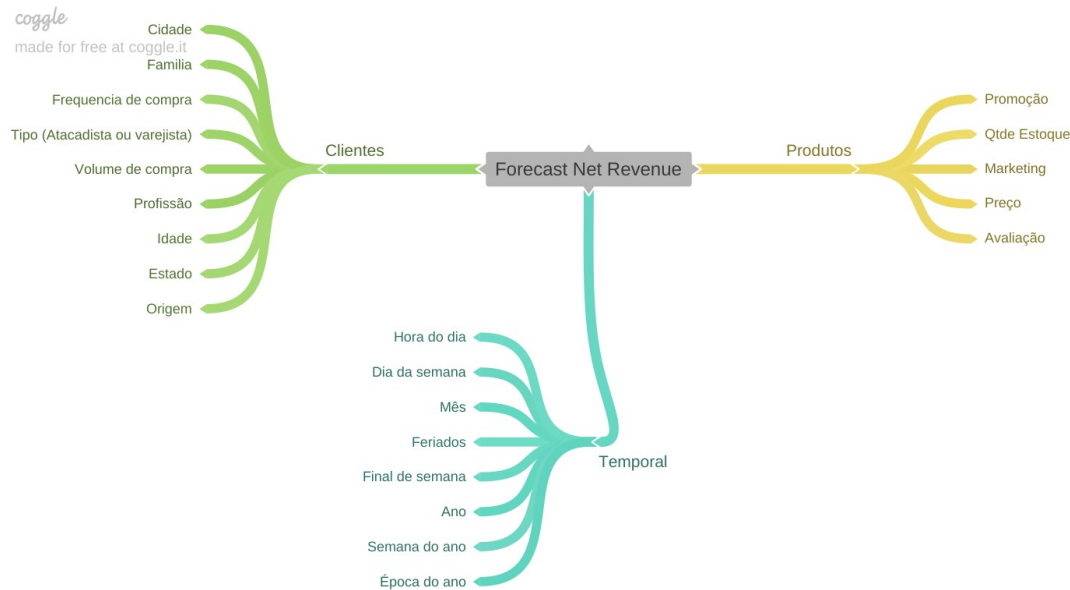 coggle
made for free at coggle.it
Cidade
Familia
Frequencia de compra
Tipo (Atacadista ou varejista)
Volume de compra
Profissão
Idade
Estado
Origem
Clientes
Forecast Net Revenue
Produtos
Promoção
Qtde Estoque
Marketing
Preço
Avaliação
Hora do dia
Dia da semana
Mês
Feriados
Final de semana
Ano
Semana do ano
Época do ano
Temporal